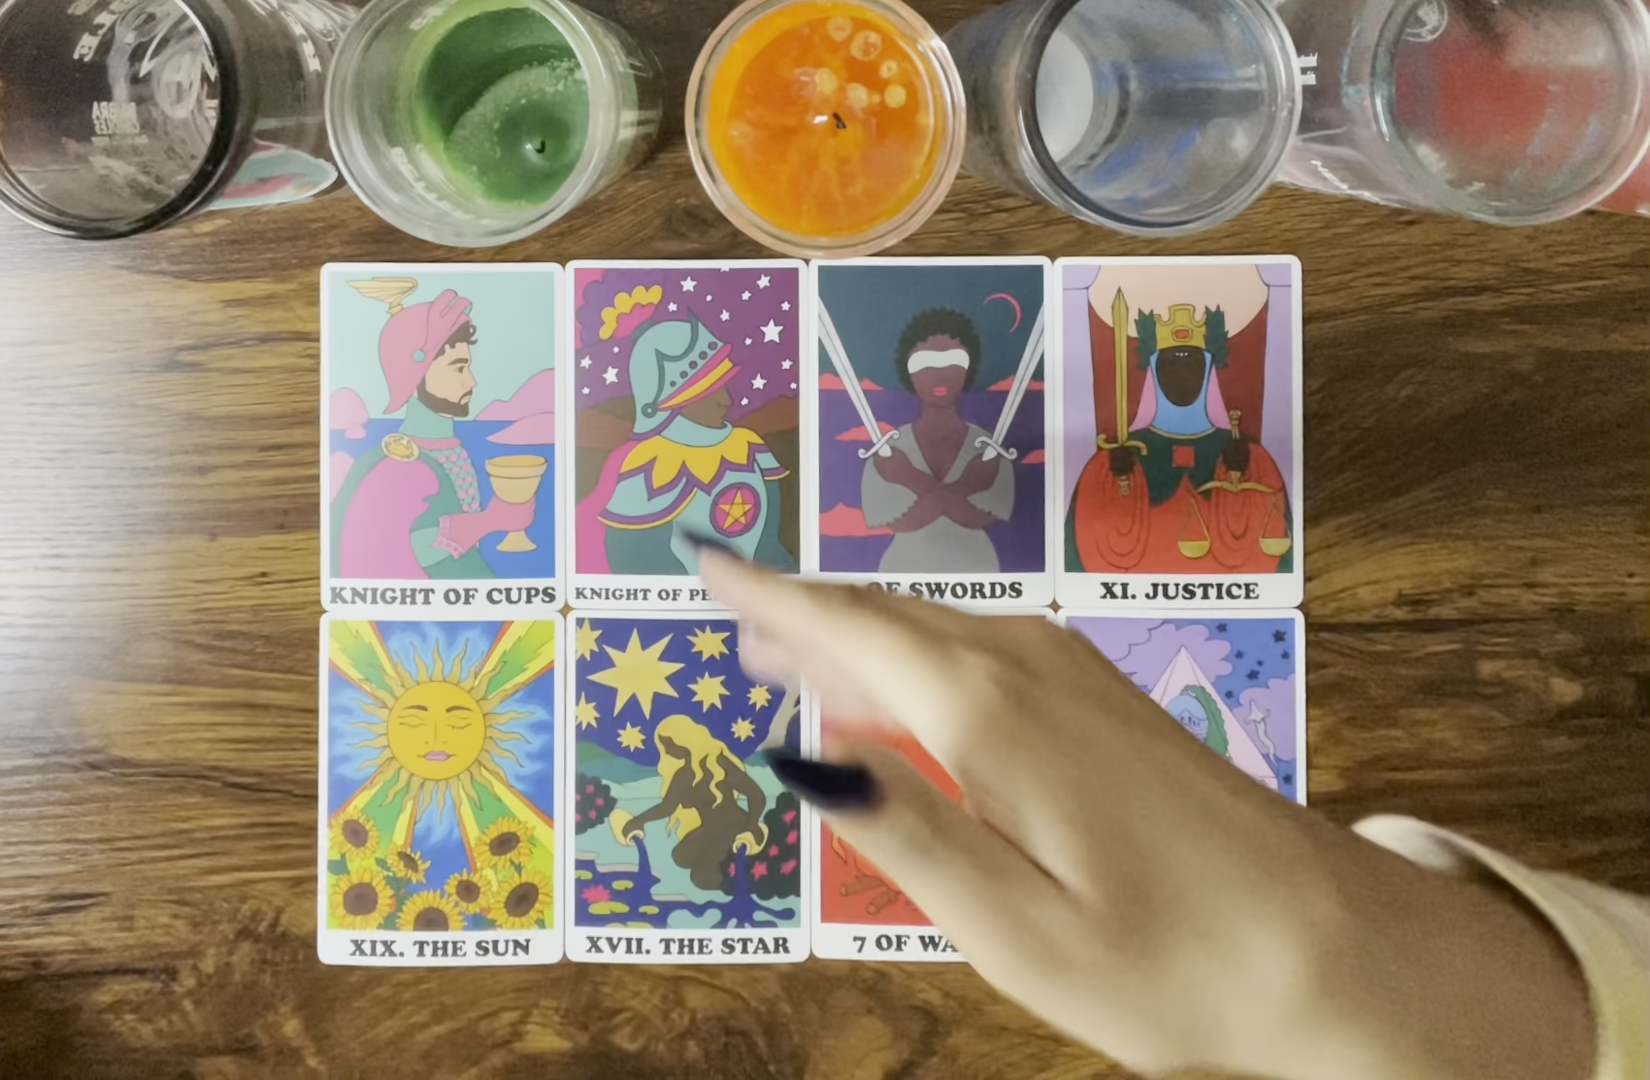 KNIGHT OF CUPS
KNIGHT OF PE
OF SWORDS
XI. JUSTICE
XIX. THE SUN
XVII. THE STAR
7 OF WA